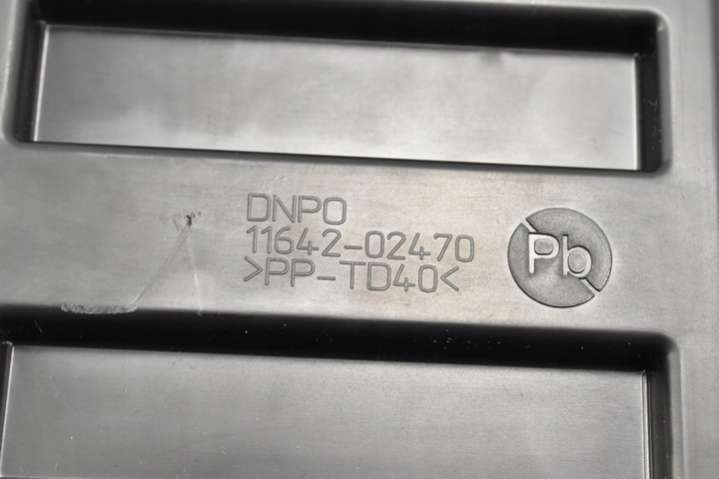 DNPO
11642-02470
>PP-TD40<
Pb